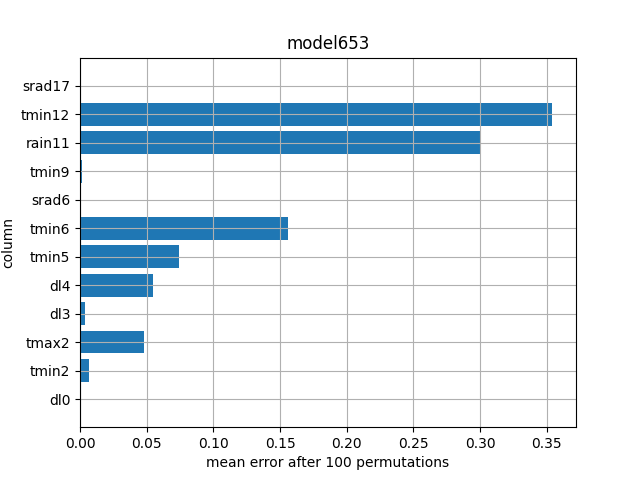 model653
srad17
tmin12
rain11
tmin9
srad6
tmin6
tmin5
dl4
dl3
tmax2
tmin2
dl0
column
0.00 0.05 0.10 0.15 0.20 0.25 0.30 0.35
mean error after 100 permutations